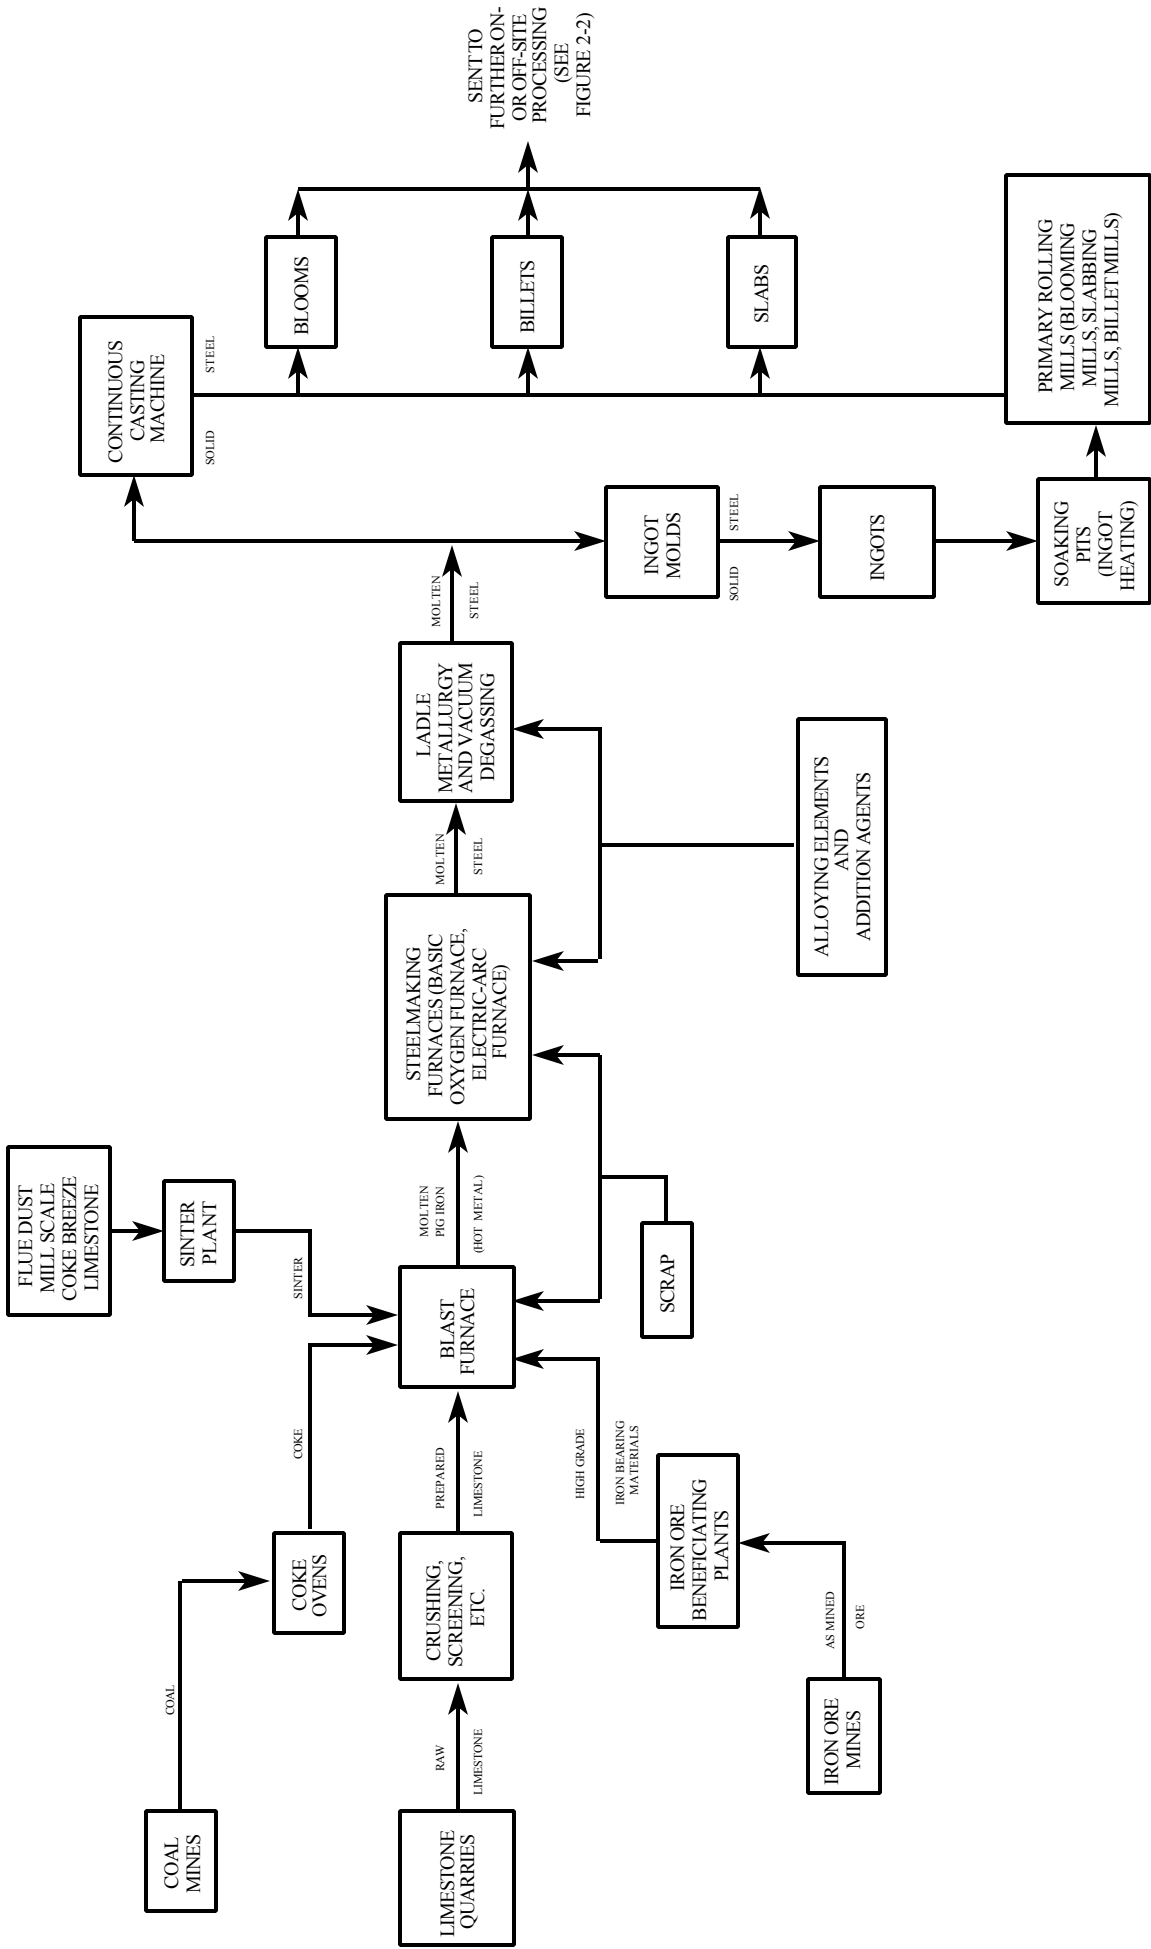 COAL
MINES
COAL
COKE
OVENS
COKE
LIMESTONE
QUARRIES
RAW
LIMESTONE
CRUSHING,
SCREENING,
ETC.
PREPARED
LIMESTONE
IRON ORE
MINES
AS MINED
ORE
IRON ORE
BENEFICIATING
PLANTS
HIGH GRADE
IRON BEARING
MATERIALS
FLUE DUST
MILL SCALE
COKE BREEZE
LIMESTONE
SINTER
PLANT
SINTER
BLAST
FURNACE
SCRAP
MOLTEN
PIG IRON
(HOT METAL)
STEELMAKING
FURNACES (BASIC
OXYGEN FURNACE,
ELECTRIC-ARC
FURNACE)
MOLTEN
STEEL
ALLOYING ELEMENTS
AND
ADDITION AGENTS
LADLE
METALLURGY
AND VACUUM
DEGASSING
MOLTEN
STEEL
CONTINUOUS
CASTING
MACHINE
SOLID
STEEL
INGOT
MOLDS
SOLID
STEEL
INGOTS
SOAKING
PITS
(INGOT
HEATING)
PRIMARY ROLLING
MILLS (BLOOMING
MILLS, SLABBING
MILLS, BILLET MILLS)
BLOOMS
BILLETS
SLABS
SENT TO
FURTHER ON-
OR OFF-SITE
PROCESSING
(SEE
FIGURE 2-2)